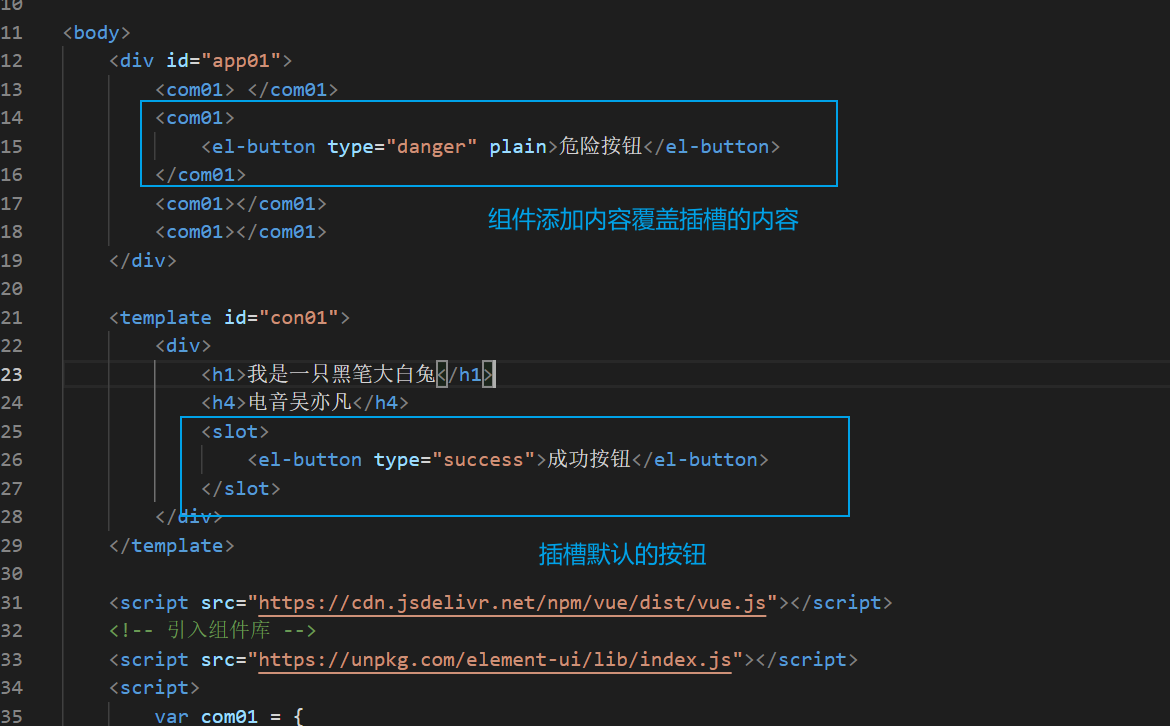 10
11 <body>
12 <div id="app01">
13 <com01> </com01>
14 <com01>
15 <el-button type="danger" plain>危险按钮</el-button>
16 </com01>
17 <com01></com01>
组件添加内容覆盖插槽的内容
18 <com01></com01>
19 </div>
20
21 <template id="con01">
22 <div>
23 <h1>我是一只黑笔大白兔</h1>
24 <h4>电音吴亦凡</h4>
25 <slot>
26 <el-button type="success">成功按钮</el-button>
27 </slot>
28 </div>
29 </template>
插槽默认的按钮
30
31 <script src="https://cdn.jsdelivr.net/npm/vue/dist/vue.js"></script>
32 <!-- 引入组件库 -->
33 <script src="https://unpkg.com/element-ui/lib/index.js"></script>
34 <script>
35 var com01 = {